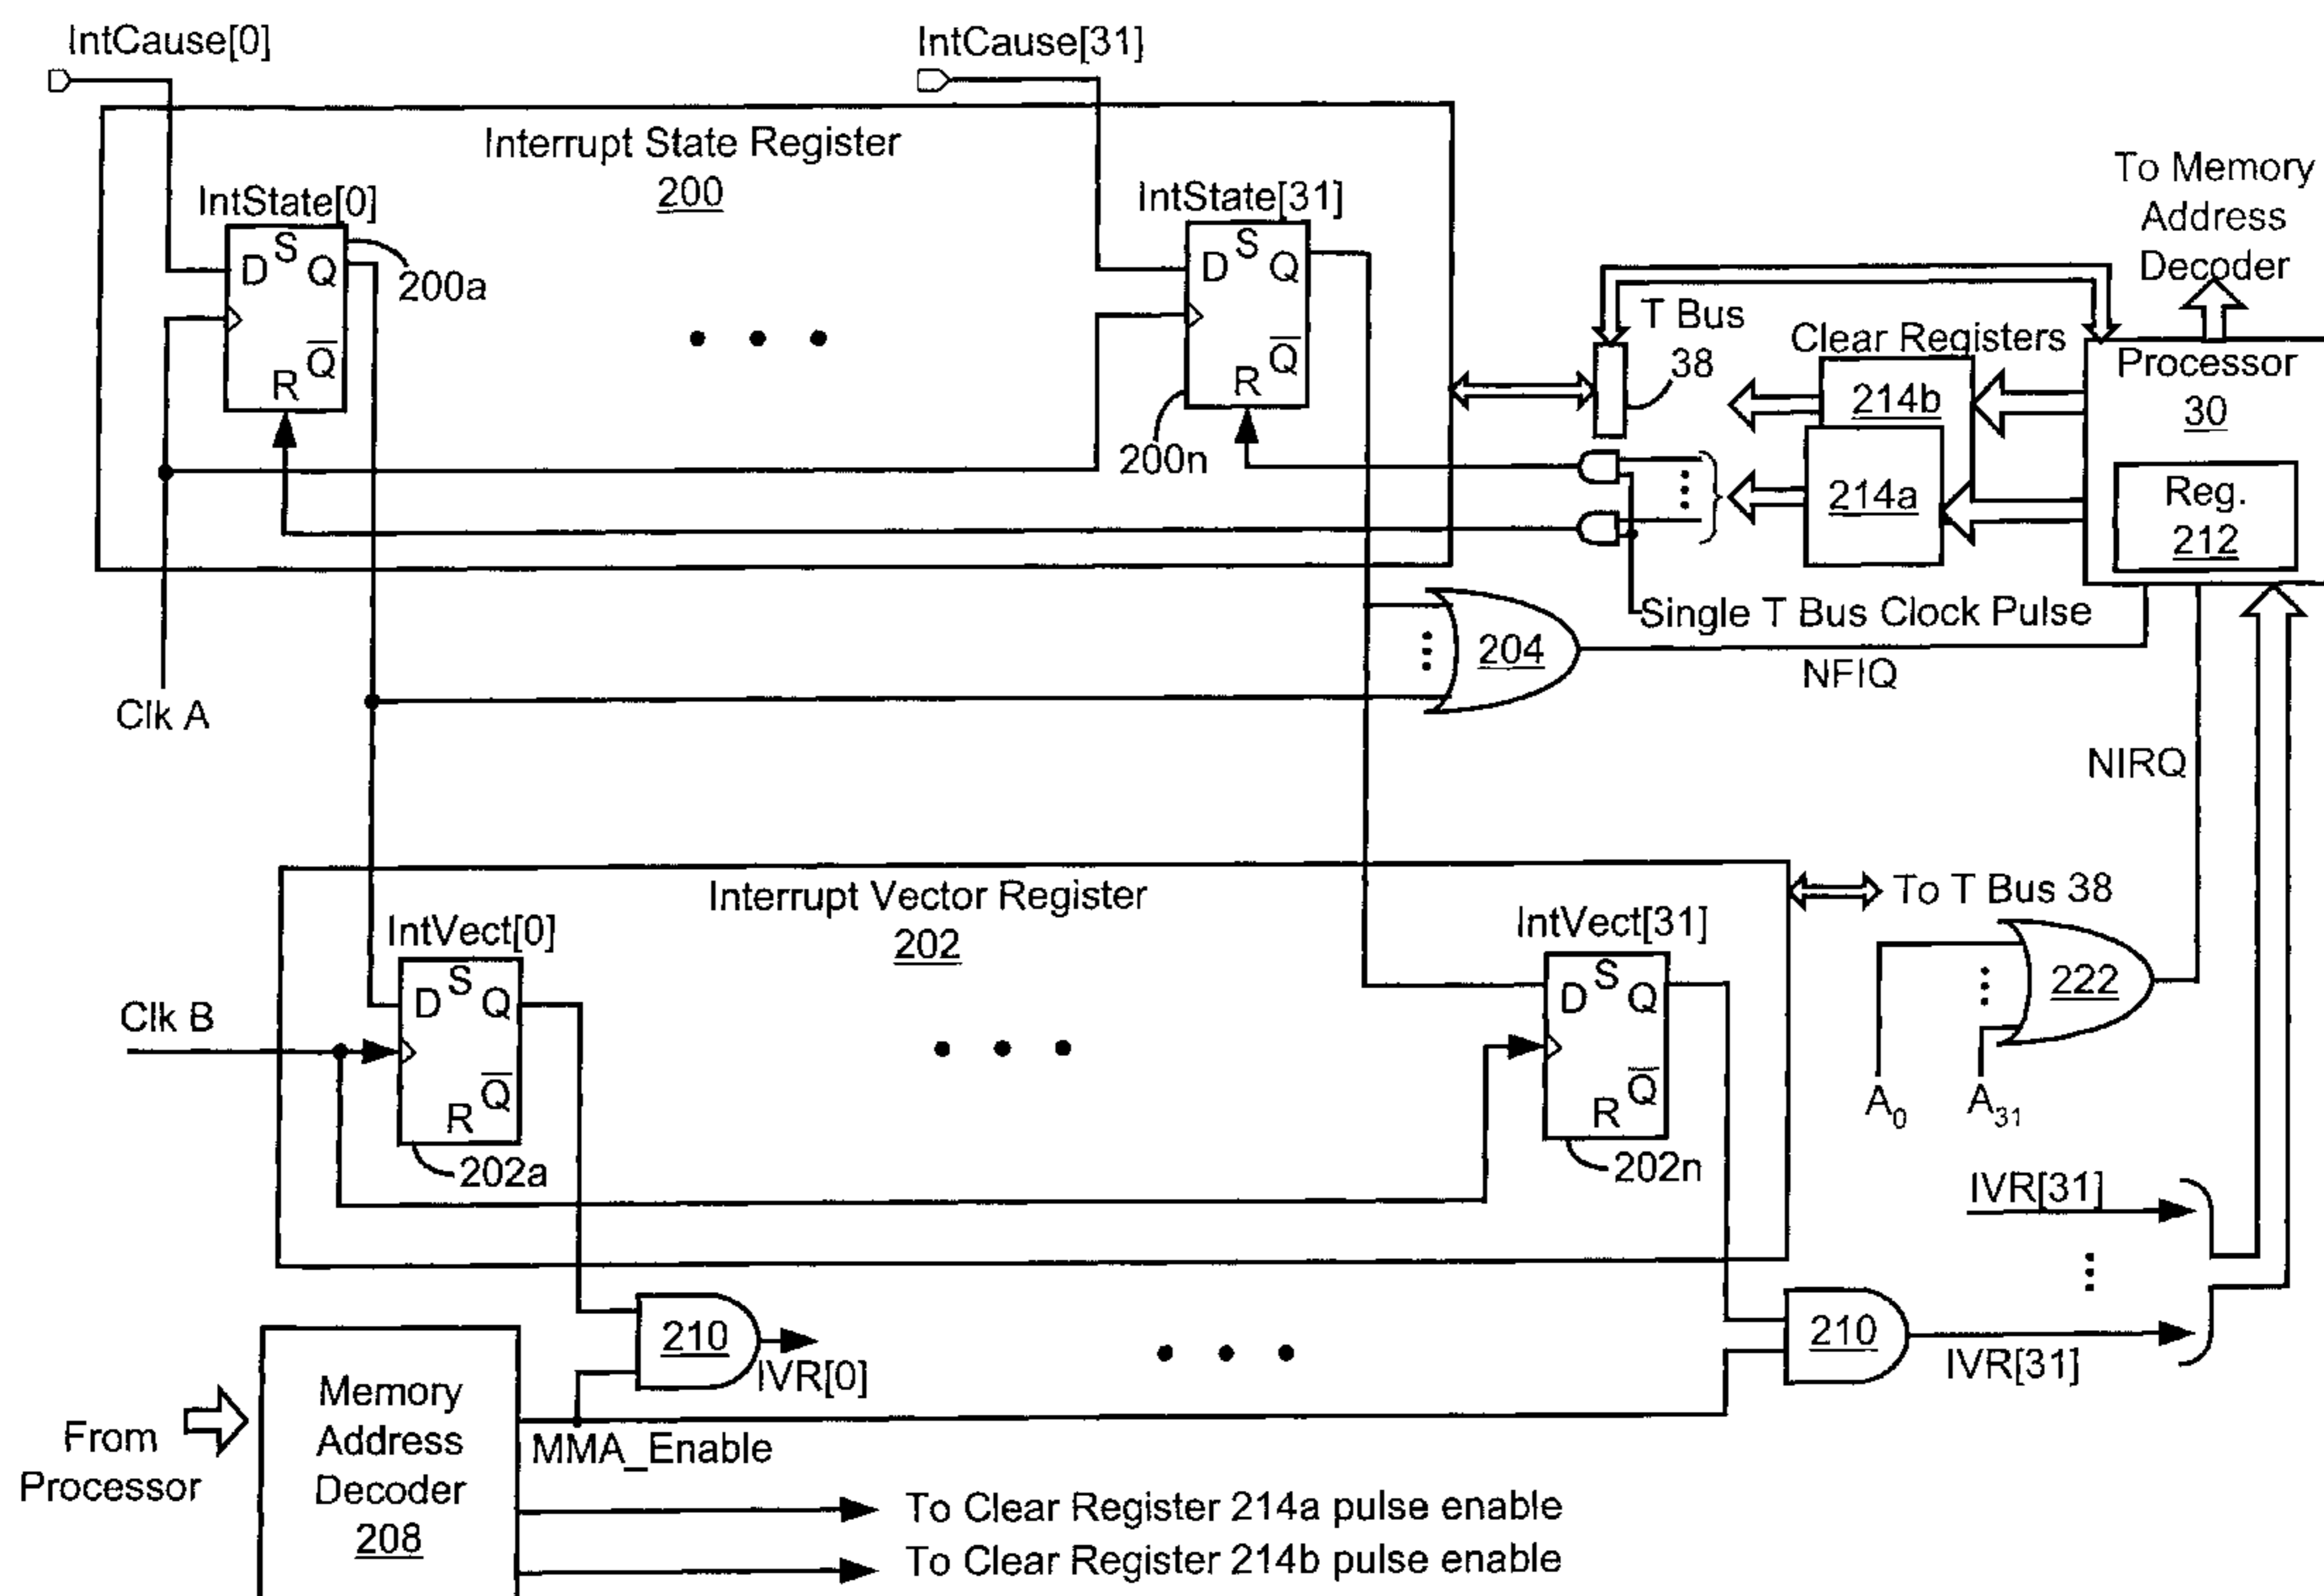 IntCause[0]
IntCause[31]
Interrupt State Register
200
IntState[0]
D
S
Q
Q
R
200a
IntState[31]
D
S
Q
Q
R
200n
T Bus
38
Clear Registers
214b
214a
To Memory
Address
Decoder
Processor
30
Reg.
212
Single T Bus Clock Pulse
204
NFIQ
NIRQ
Clk A
Interrupt Vector Register
202
To T Bus 38
IntVect[0]
D
S
Q
Q
R
202a
IntVect[31]
D
S
Q
Q
R
202n
Clk B
222
A0
A31
IVR[31]
210
IVR[0]
210
IVR[31]
From
Processor
Memory
Address
Decoder
208
MMA_Enable
To Clear Register 214a pulse enable
To Clear Register 214b pulse enable